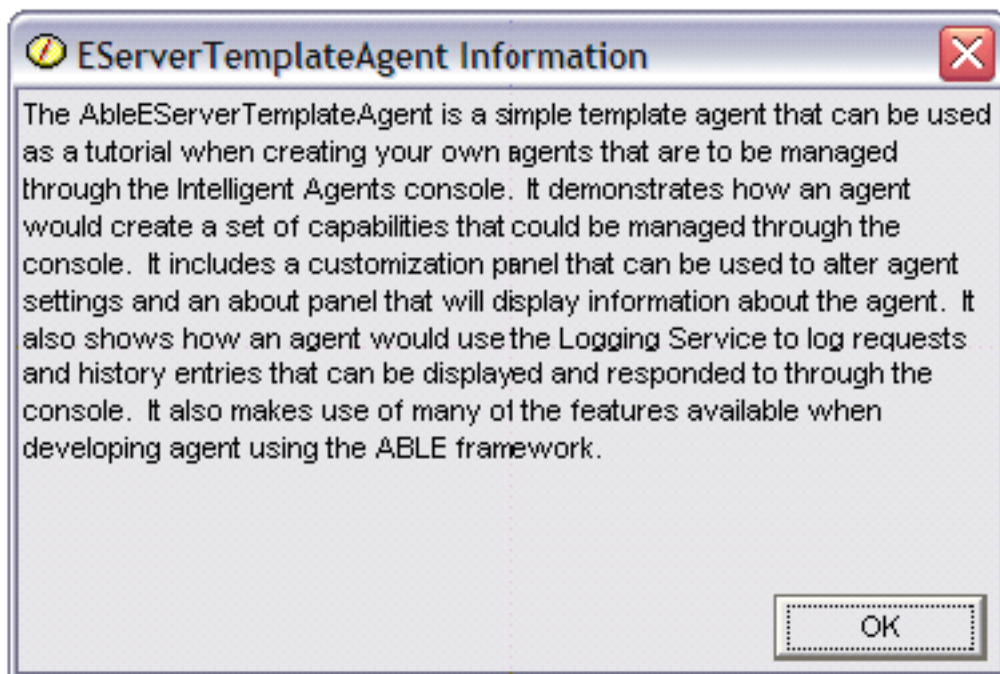 EServerTemplateAgent Information
The AbleEServerTemplateAgent is a simple template agent that can be used
as a tutorial when creating your own agents that are to be managed
through the Intelligent Agents console. It demonstrates how an agent
would create a set of capabilities that could be managed through the
console. It includes a customization panel that can be used to alter agent
settings and an about panel that will display information about the agent. It
also shows how an agent would use the Logging Service to log requests
and history entries that can be displayed and responded to through the
console. It also makes use of many of the features available when
developing agent using the ABLE framework.
OK